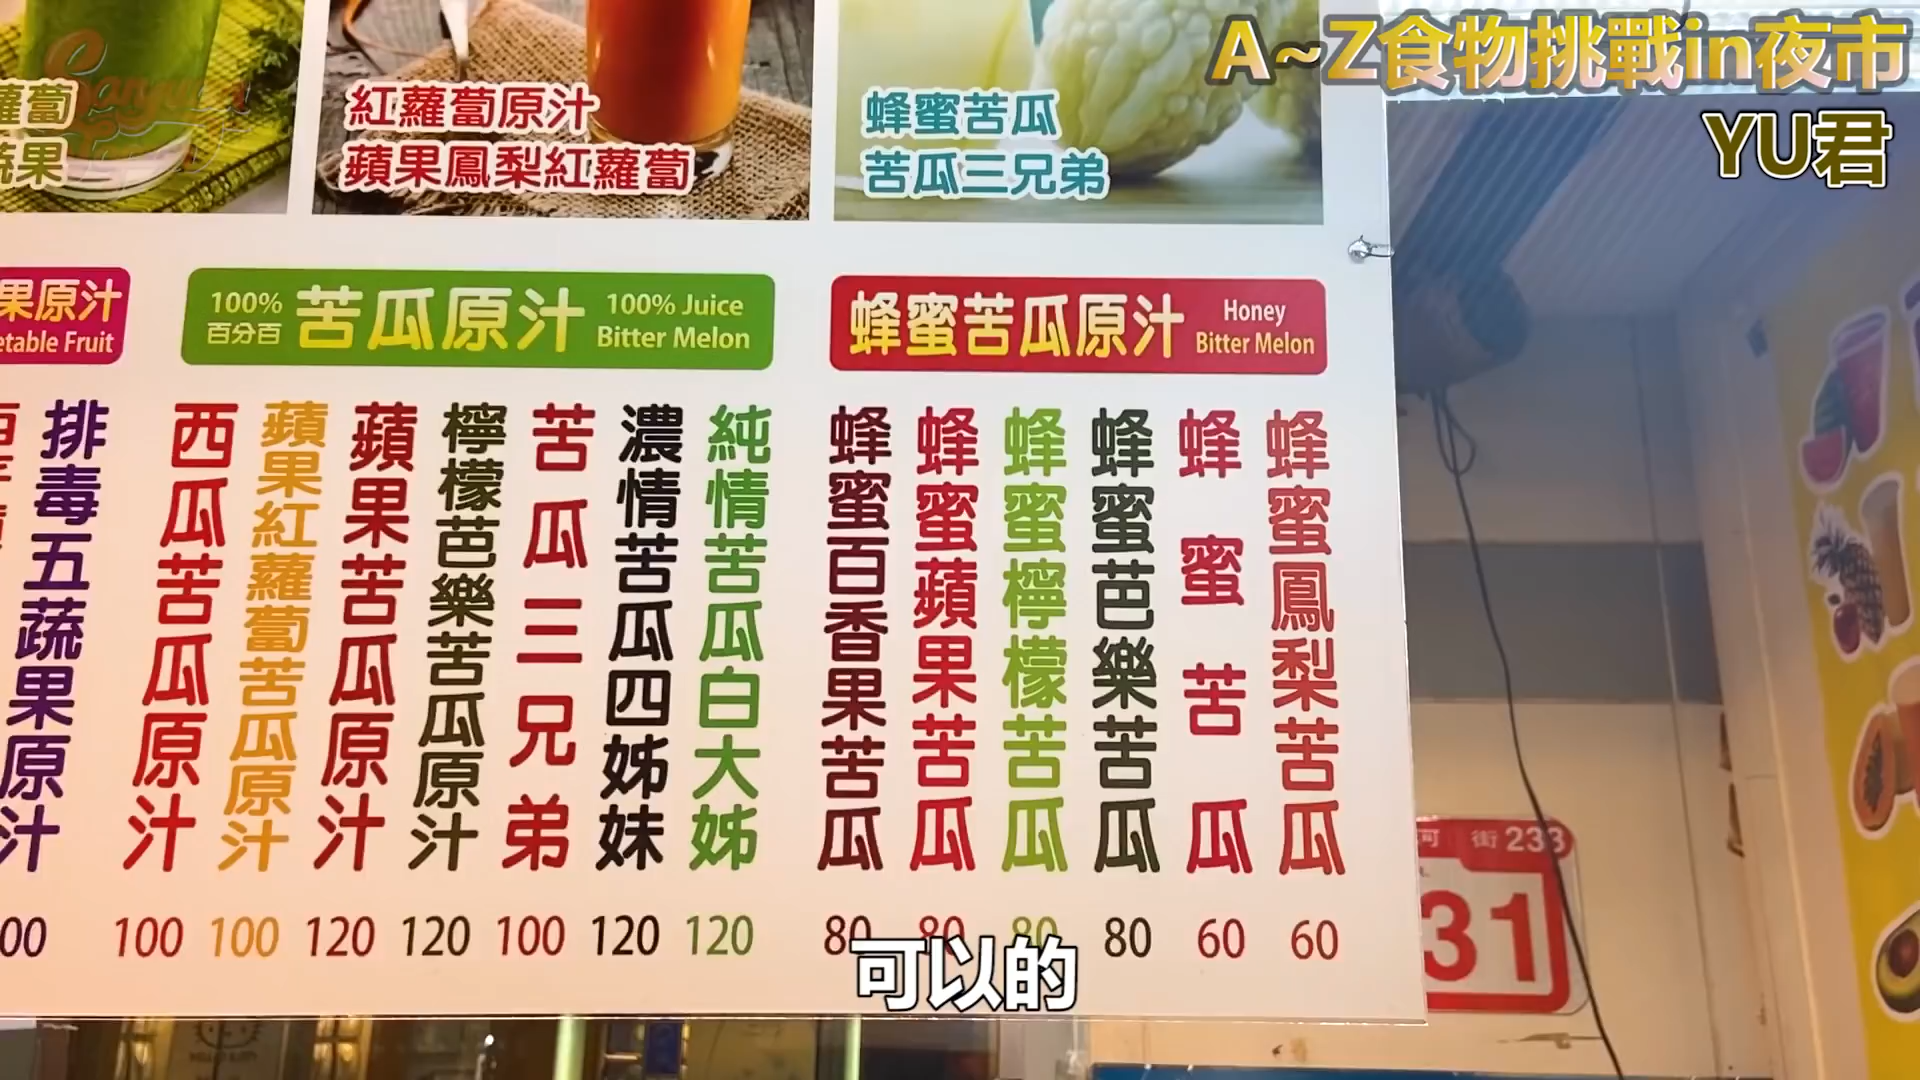 A~Z食物挑戰in夜市
YU君
蘿蔔
蔬果
紅蘿蔔原汁
蘋果鳳梨紅蘿蔔
蜂蜜苦瓜
苦瓜三兄弟
果原汁
etable Fruit
100%
百分百
苦瓜原汁
100% Juice
Bitter Melon
蜂蜜苦瓜原汁
Honey
Bitter Melon
排毒五蔬果原汁
西瓜苦瓜原汁
蘋果紅蘿蔔苦瓜原汁
蘋果苦瓜原汁
檸檬芭樂苦瓜原汁
苦瓜三兄弟
濃情苦瓜四姊妹
純情苦瓜白大姊
蜂蜜百香果苦瓜
蜂蜜蘋果苦瓜
蜂蜜檸檬苦瓜
蜂蜜芭樂苦瓜
蜂蜜苦瓜
蜂蜜鳳梨苦瓜
00
100
100
120
120
100
120
120
80
80
80
80
60
60
可以的
河 街 233
31